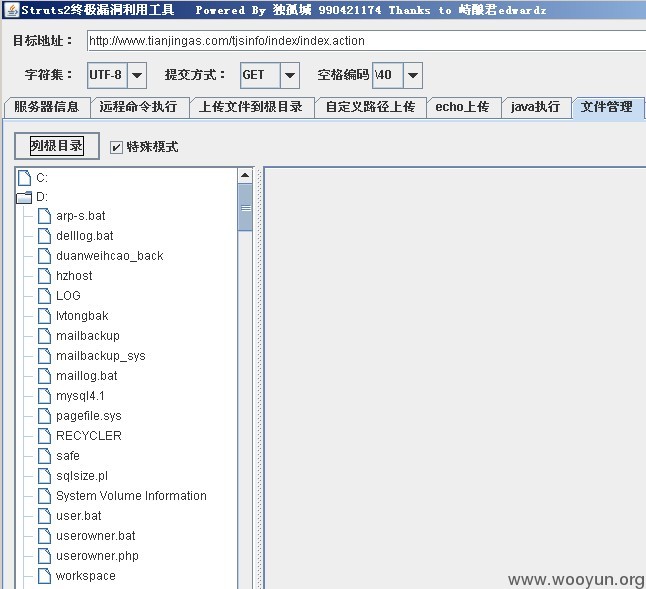 Struts2终极漏洞利用工具 Powered By 独孤城 990421174 Thanks to 崎酸君edwardz
目标地址： http://www.tianjingas.com/tjsinfo/index/index.action
字符集： UTF-8 提交方式： GET 空格编码 \40
服务器信息 远程命令执行 上传文件到根目录 自定义路径上传 echo上传 java执行 文件管理
列根目录 特殊模式
C:
D:
arp-s.bat
delllog.bat
duanweihcao_back
hzhost
LOG
lvtongbak
mailbackup
mailbackup_sys
maillog.bat
mysql4.1
pagefile.sys
RECYCLER
safe
sqlsize.pl
System Volume Information
user.bat
userowner.bat
userowner.php
workspace
www.wooyun.org